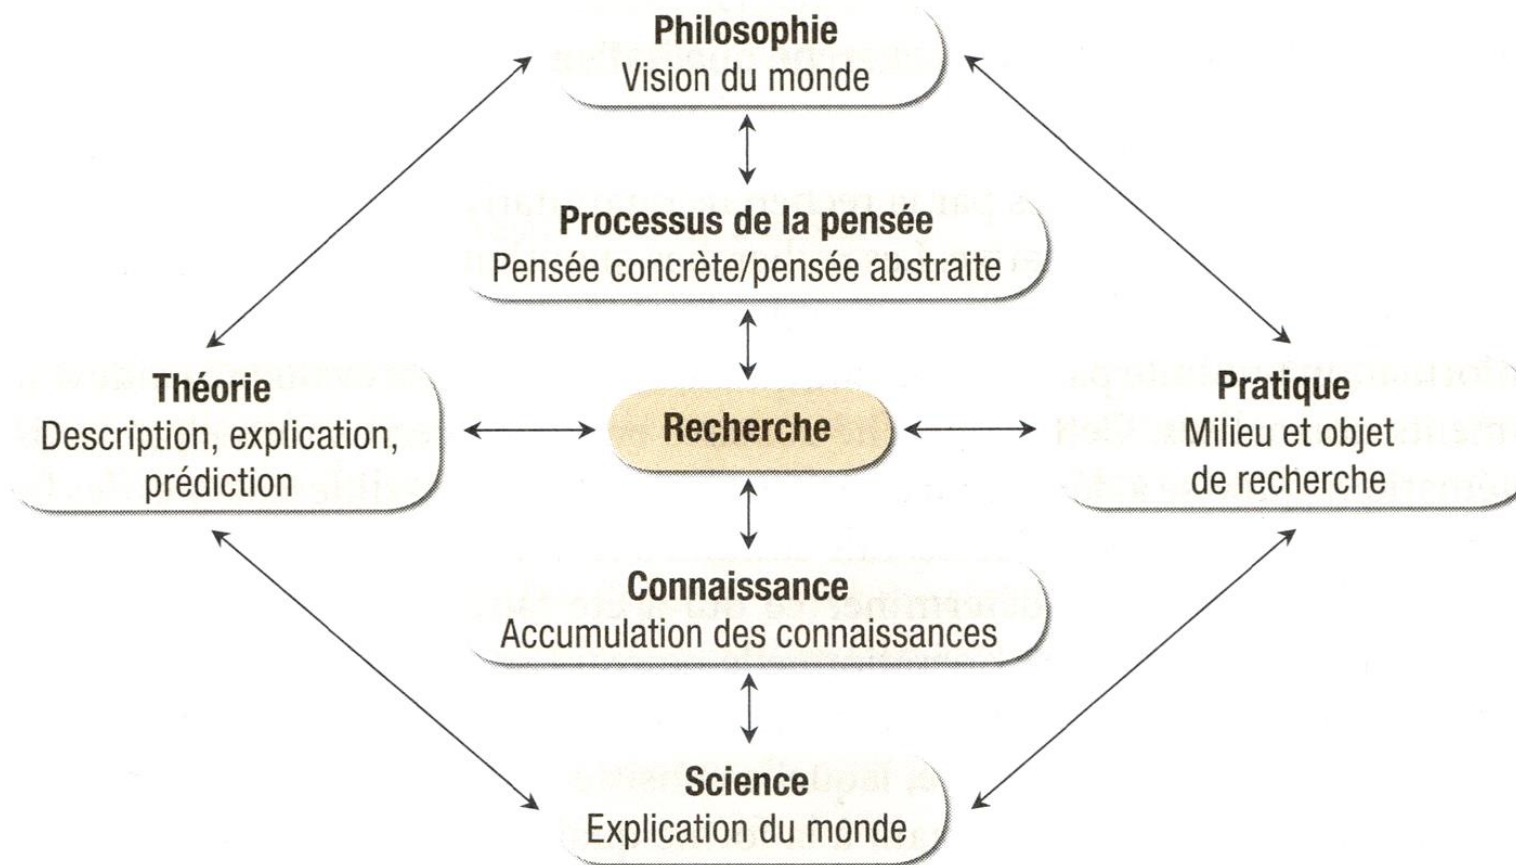 Philosophie
Vision du monde
Processus de la pensée
Pensée concrète/pensée abstraite
Théorie
Description, explication,
prédiction
Recherche
Pratique
Milieu et objet
de recherche
Connaissance
Accumulation des connaissances
Science
Explication du monde